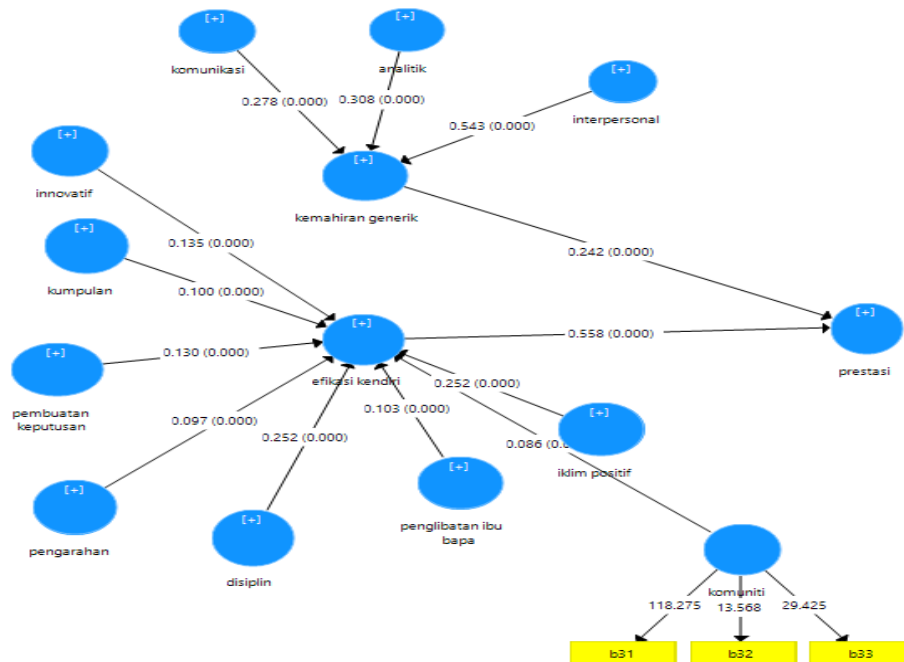 [+]
komunikasi
[+]
analitik
[+]
interpersonal
0.278 (0.000)
0.308 (0.000)
0.543 (0.000)
[+]
innovatif
[+]
kemahiran generik
[+]
kumpulan
0.135 (0.000)
0.242 (0.000)
0.100 (0.000)
[+]
efikasi kendiri
0.558 (0.000)
[+]
prestasi
[+]
pembuatan
keputusan
0.130 (0.000)
0.097 (0.000)
0.252 (0.000)
0.103 (0.000)
0.252 (0.000)
0.086
[+]
iklim positif
[+]
pengarahan
[+]
disiplin
[+]
penglibatan ibu
bapa
komuniti
118.275
13.568
29.425
b31
b32
b33